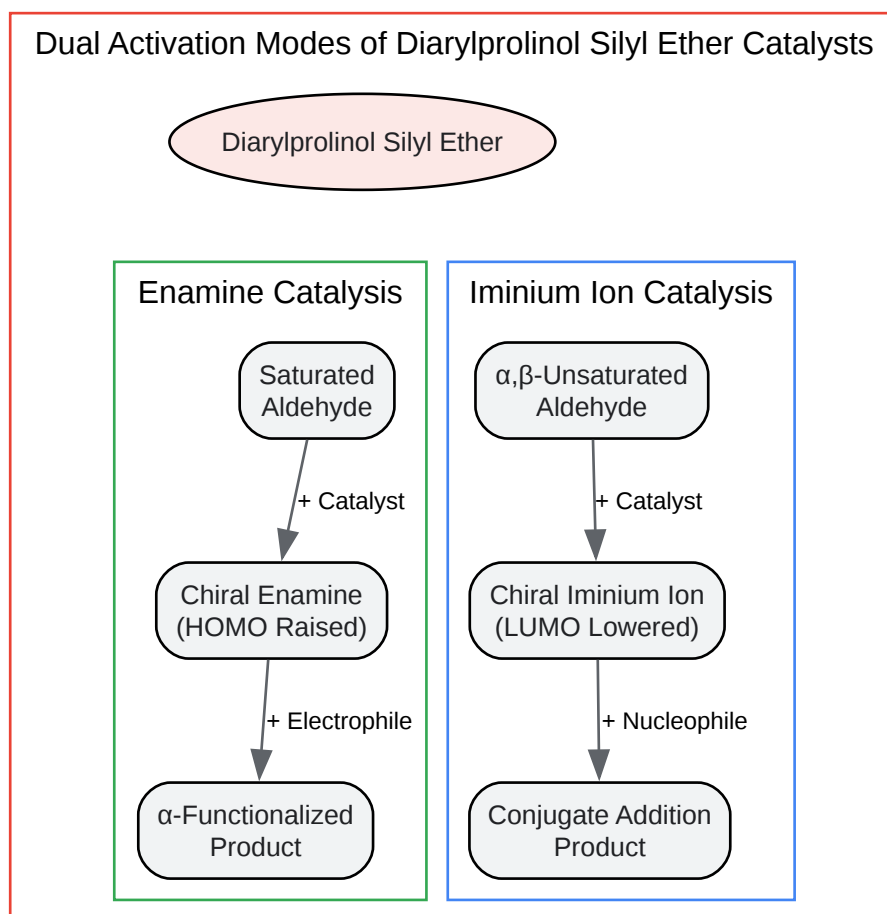 Dual Activation Modes of Diarylprolinol Silyl Ether Catalysts
Diarylprolinol Silyl Ether
Enamine Catalysis
Saturated
Aldehyde
+ Catalyst
Chiral Enamine
(HOMO Raised)
+ Electrophile
α-Functionalized
Product
Iminium Ion Catalysis
α,β-Unsaturated
Aldehyde
+ Catalyst
Chiral Iminium Ion
(LUMO Lowered)
+ Nucleophile
Conjugate Addition
Product